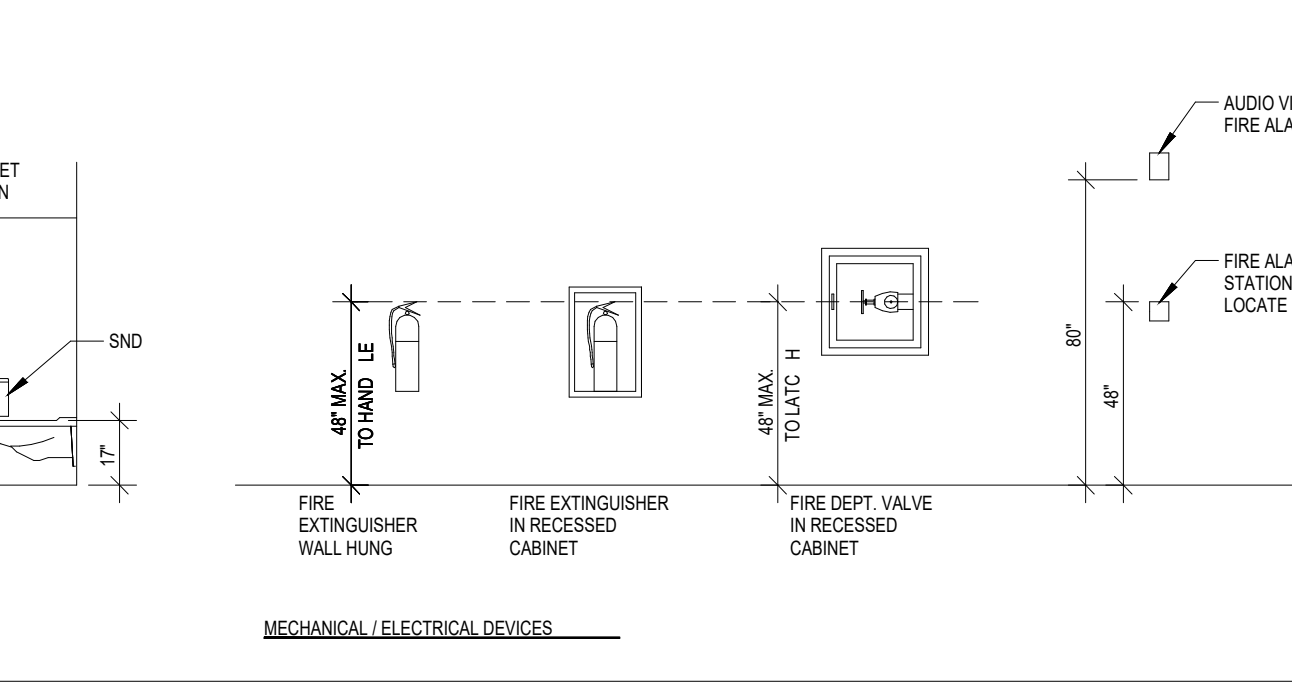 ET
N
SND
17"
48" MAX.
TO HAND LE
48" MAX.
TO LATC H
80"
48"
AUDIO VI
FIRE ALA
FIRE ALA
STATION
LOCATE
FIRE
EXTINGUISHER
WALL HUNG
FIRE EXTINGUISHER
IN RECESSED
CABINET
FIRE DEPT. VALVE
IN RECESSED
CABINET
MECHANICAL / ELECTRICAL DEVICES